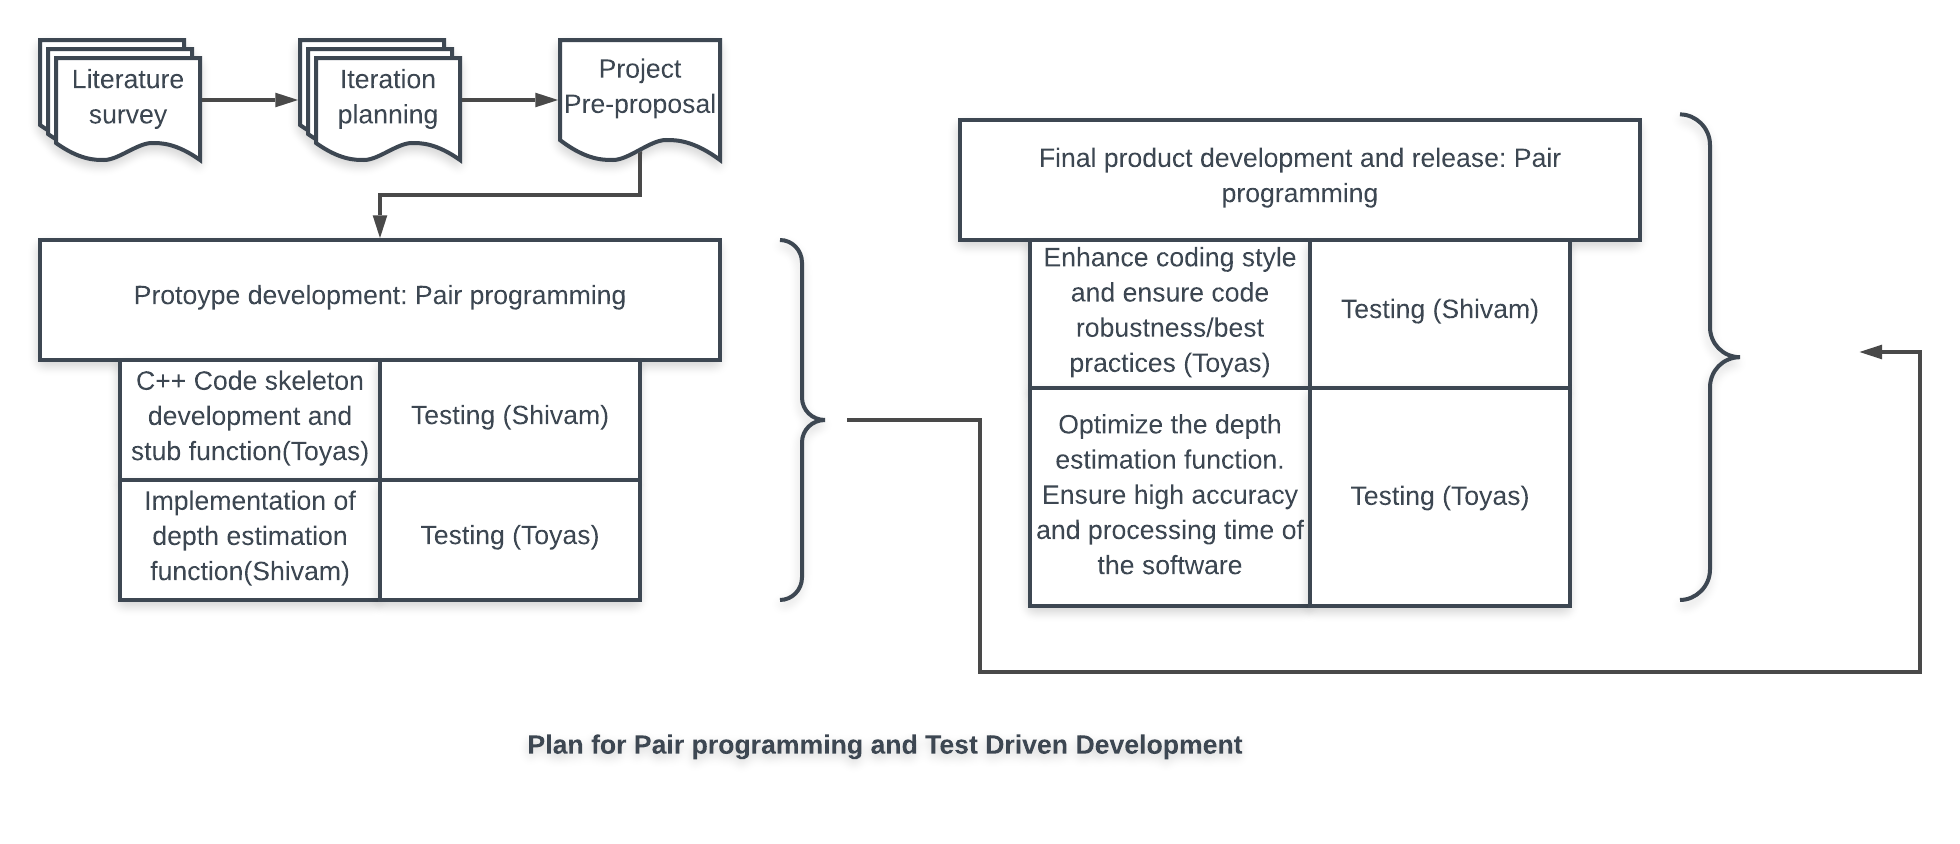 Literature
survey
Iteration
planning
Project
Pre-proposal
Protoype development: Pair programming
C++ Code skeleton
development and
stub function(Toyas)
Testing (Shivam)
Implementation of
depth estimation
function(Shivam)
Testing (Toyas)
Final product development and release: Pair
programming
Enhance coding style
and ensure code
robustness/best
practices (Toyas)
Testing (Shivam)
Optimize the depth
estimation function.
Ensure high accuracy
and processing time of
the software
Testing (Toyas)
Plan for Pair programming and Test Driven Development